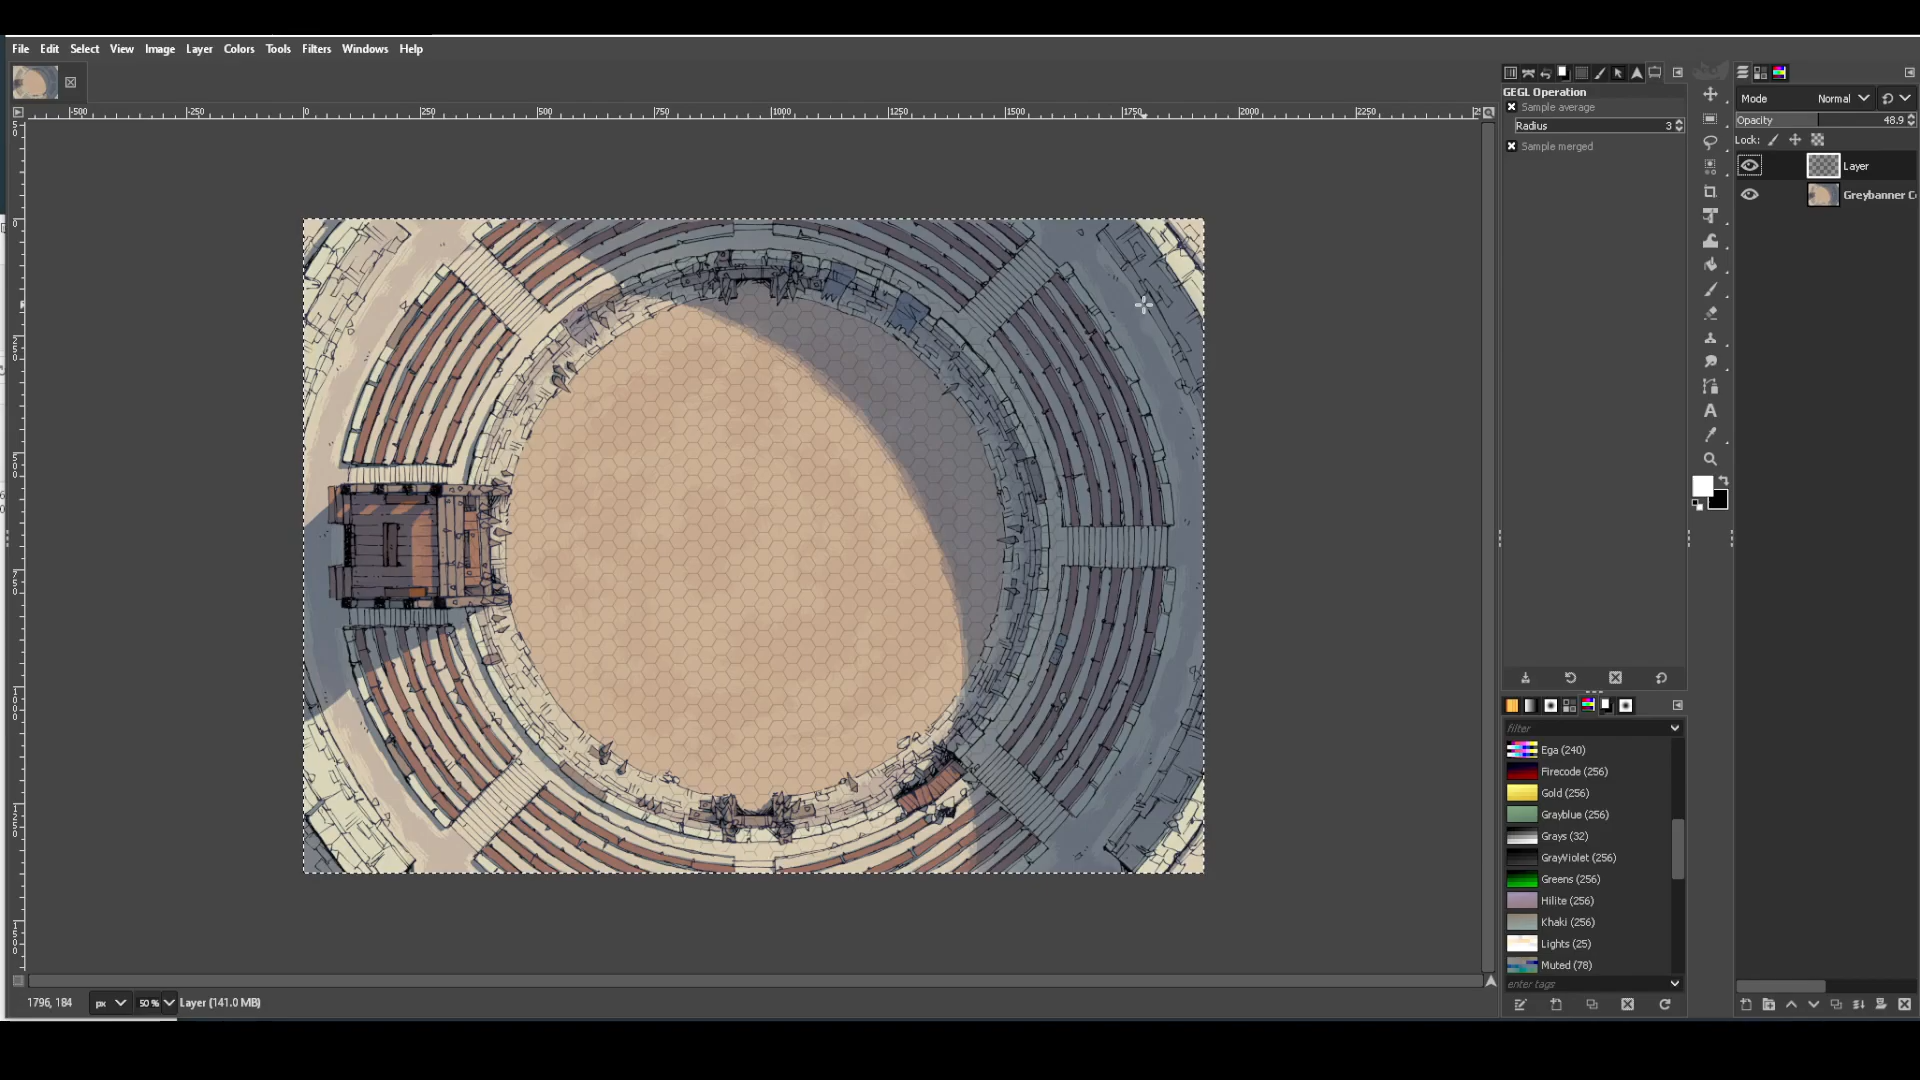 File Edit Select View Image Layer Colors Tools Filters Windows Help
-500 -250 0 250 500 750 1000 1250 1500 1750 2000 2250
GEGL Operation
Sample average
Radius 3
Sample merged
Mode Normal
Opacity 48.9
Lock:
Layer
Greybanner C
filter
Ega (240)
Firecode (256)
Gold (256)
Grayblue (256)
Grays (32)
GrayViolet (256)
Greens (256)
Hilite (256)
Khaki (256)
Lights (25)
Muted (78)
enter tags
1796, 184 px 50 % Layer (141.0 MB)